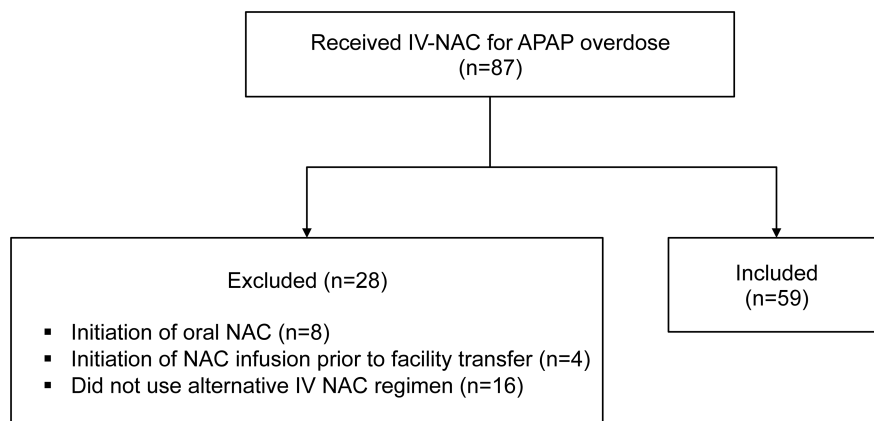 Received IV-NAC for APAP overdose
(n=87)
Excluded (n=28)
▪ Initiation of oral NAC (n=8)
▪ Initiation of NAC infusion prior to facility transfer (n=4)
▪ Did not use alternative IV NAC regimen (n=16)
Included
(n=59)